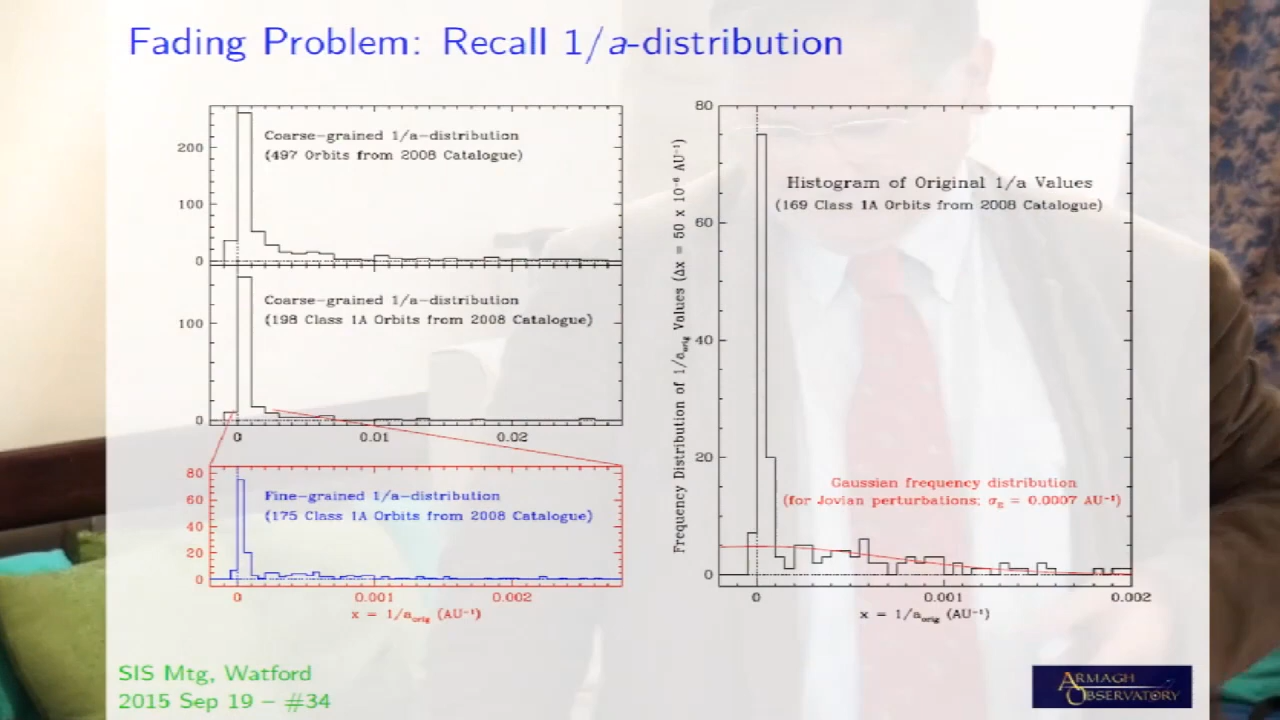 Fading Problem: Recall 1/a-distribution
Coarse-grained 1/a-distribution
(497 Orbits from 2008 Catalogue)
200
100
0
Coarse-grained 1/a-distribution
(198 Class 1A Orbits from 2008 Catalogue)
100
0
0 0.01 0.02
Fine-grained 1/a-distribution
(175 Class 1A Orbits from 2008 Catalogue)
80
60
40
20
0
0 0.001 0.002
x = 1/a_orig (AU⁻¹)
Frequency Distribution of 1/a_orig Values (Δx = 50 x 10⁻⁶ AU⁻¹)
80
60
40
20
0
Histogram of Original 1/a Values
(169 Class 1A Orbits from 2008 Catalogue)
Gaussian frequency distribution
(for Jovian perturbations; σ_E = 0.0007 AU⁻¹)
0 0.001 0.002
x = 1/a_orig (AU⁻¹)
SIS Mtg, Watford
2015 Sep 19 – #34
ARMAGH
OBSERVATORY